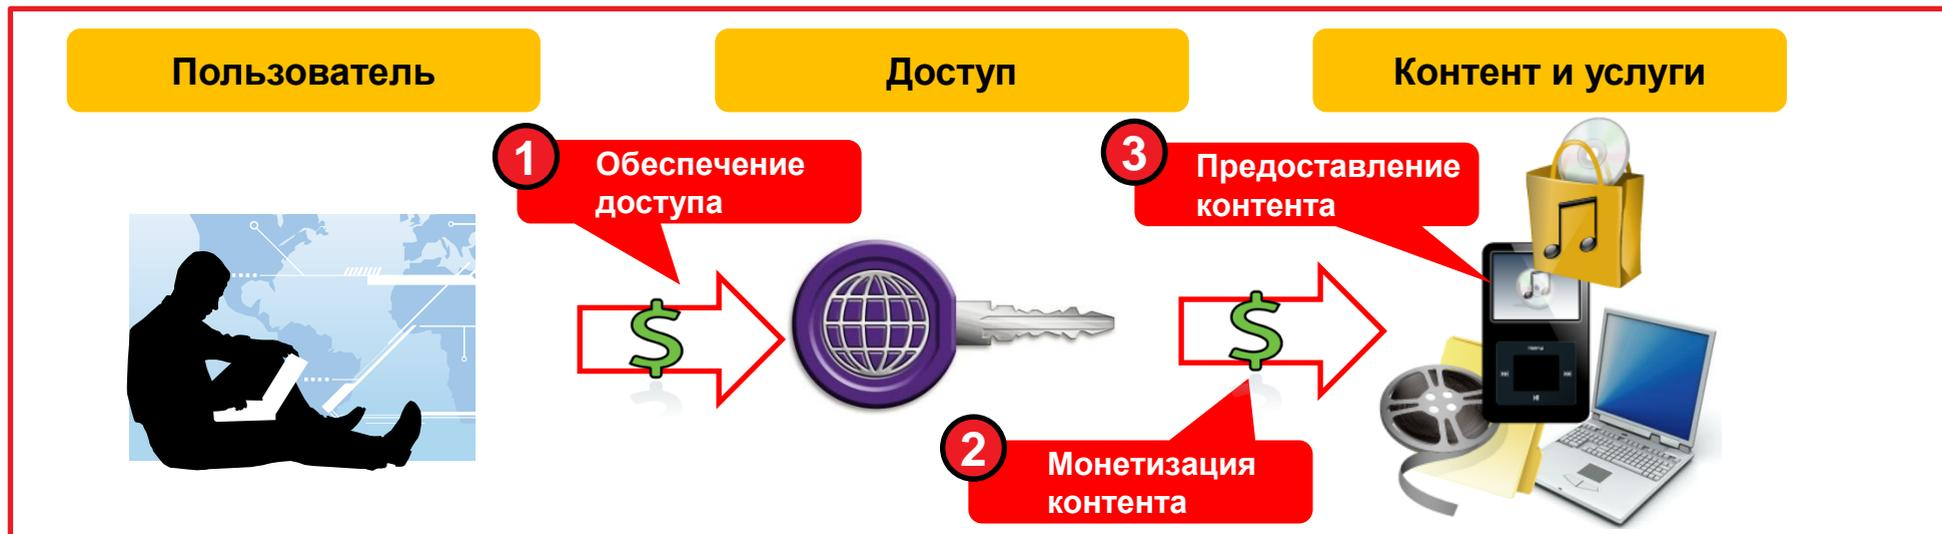 Пользователь
Доступ
Контент и услуги
1
Обеспечение
доступа
3
Предоставление
контента
$
$
2
Монетизация
контента